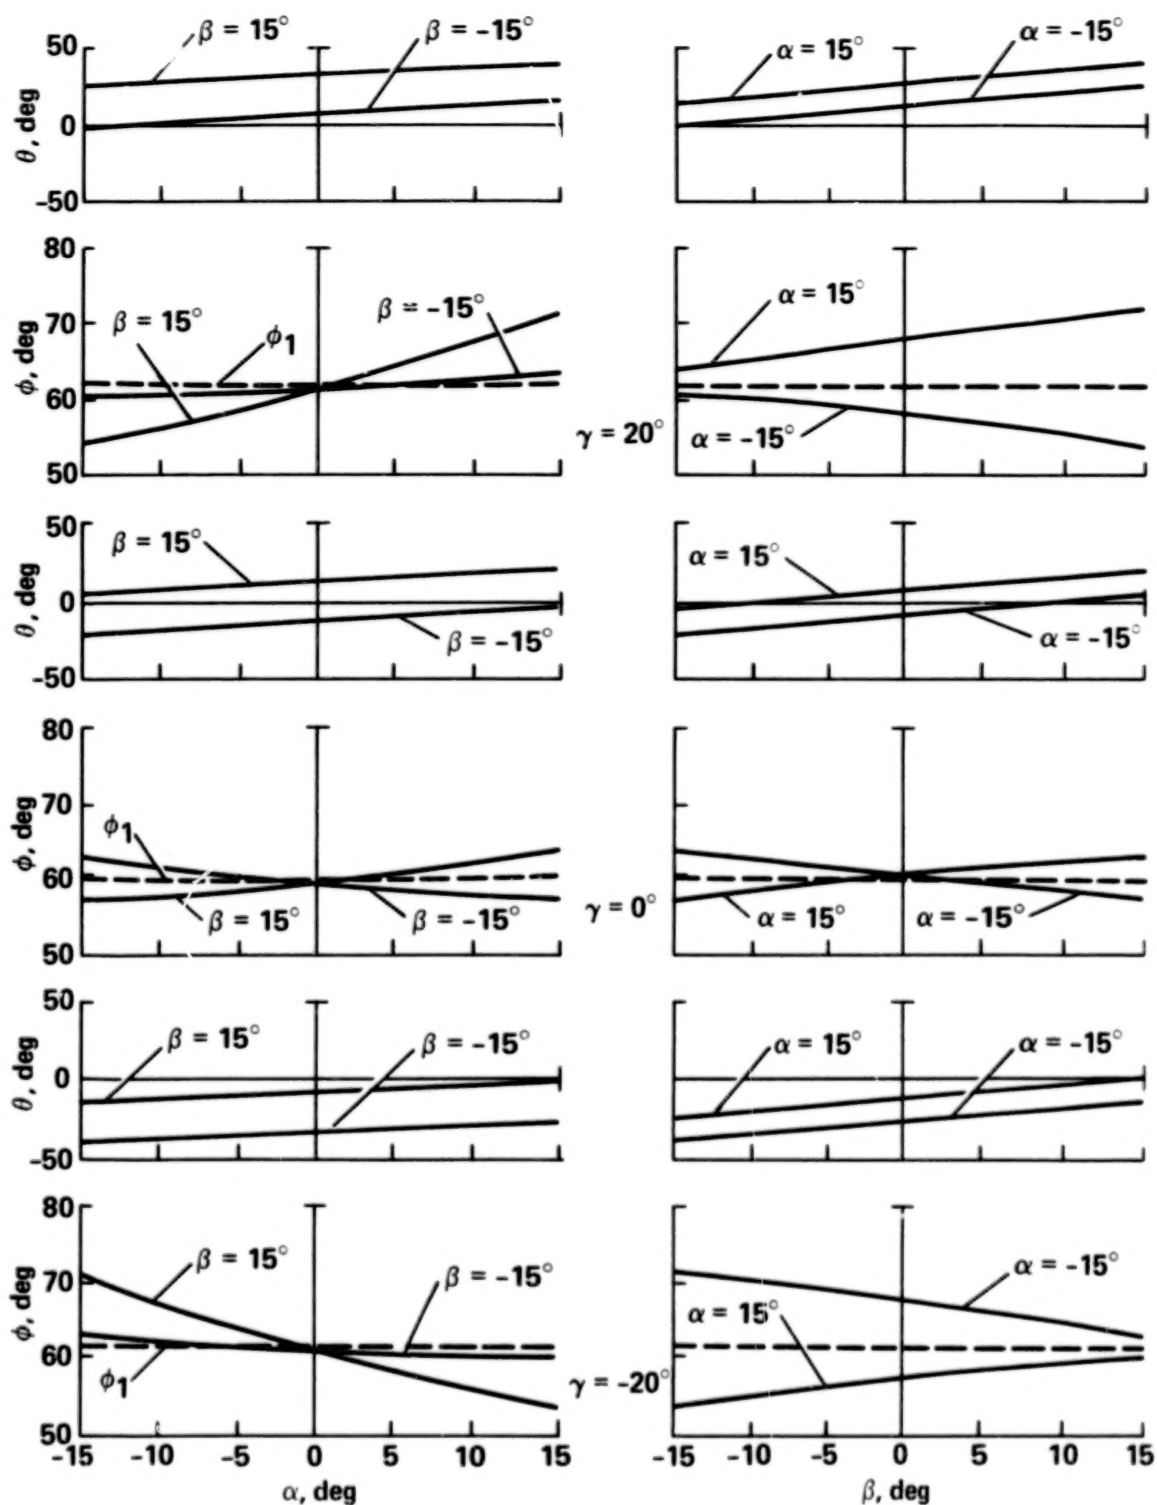 50
β = 15°
β = -15°
α = 15°
α = -15°
θ, deg
0
-50
80
β = 15°
ϕ1
β = -15°
α = 15°
70
ϕ, deg
60
α = -15°
50
γ = 20°
50
β = 15°
α = 15°
θ, deg
0
β = -15°
α = -15°
-50
80
70
ϕ1
ϕ, deg
60
β = 15°
β = -15°
α = 15°
α = -15°
50
γ = 0°
50
β = 15°
β = -15°
α = 15°
α = -15°
θ, deg
0
-50
80
β = 15°
β = -15°
α = -15°
70
α = 15°
ϕ, deg
60
ϕ1
50
γ = -20°
-15 -10 -5 0 5 10 15
-15 -10 -5 0 5 10 15
α, deg
β, deg